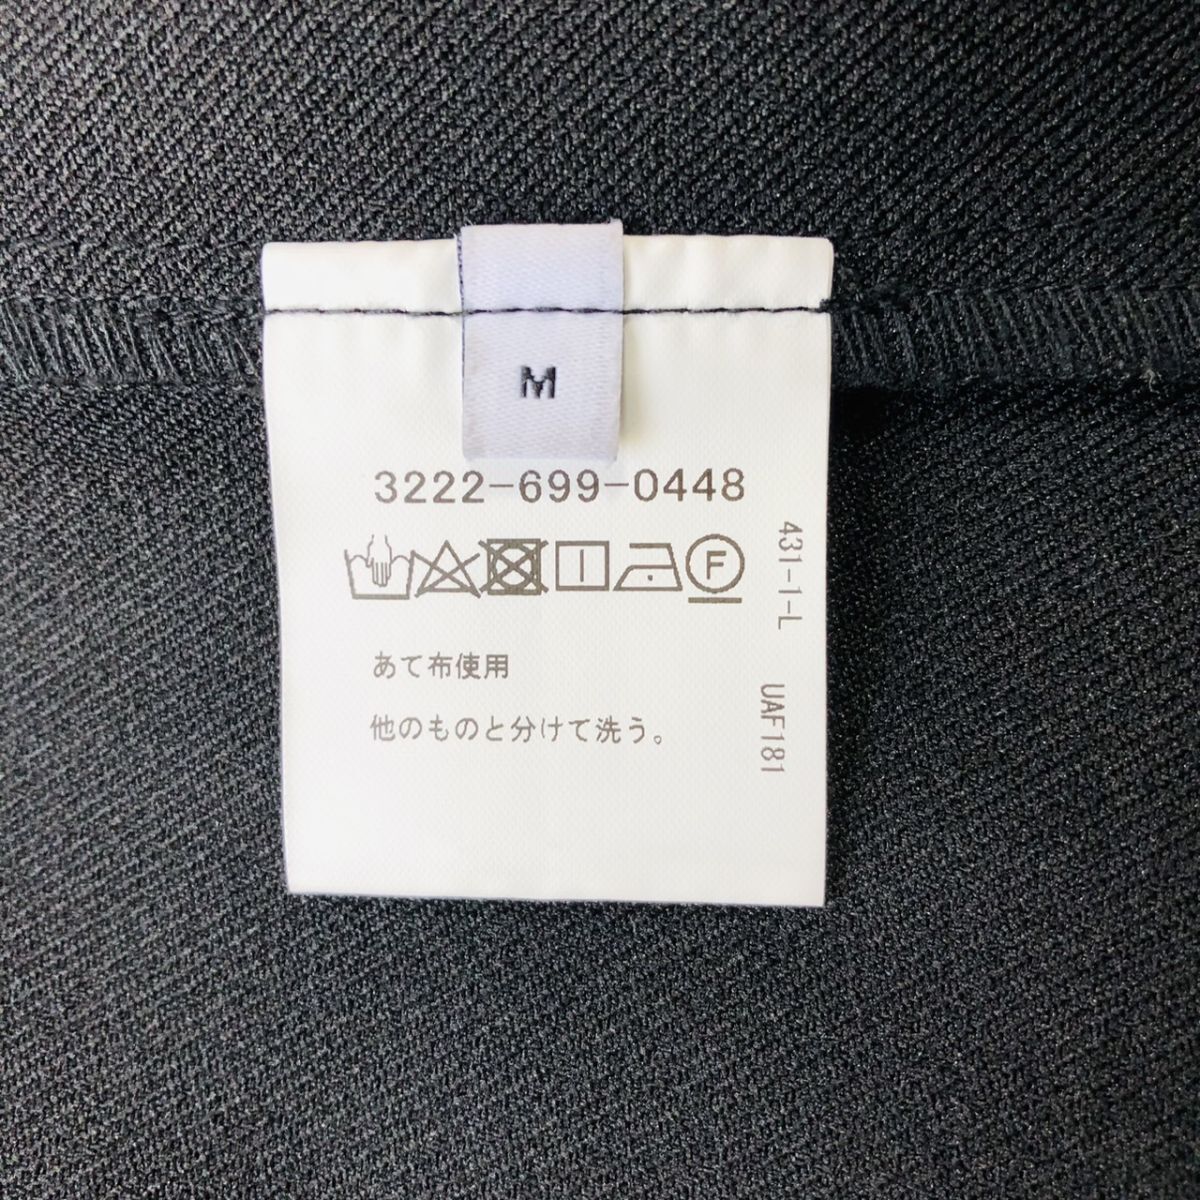 M
3222-699-0448
F
あて布使用
他のものと分けて洗う。
431-1-L
UAF181